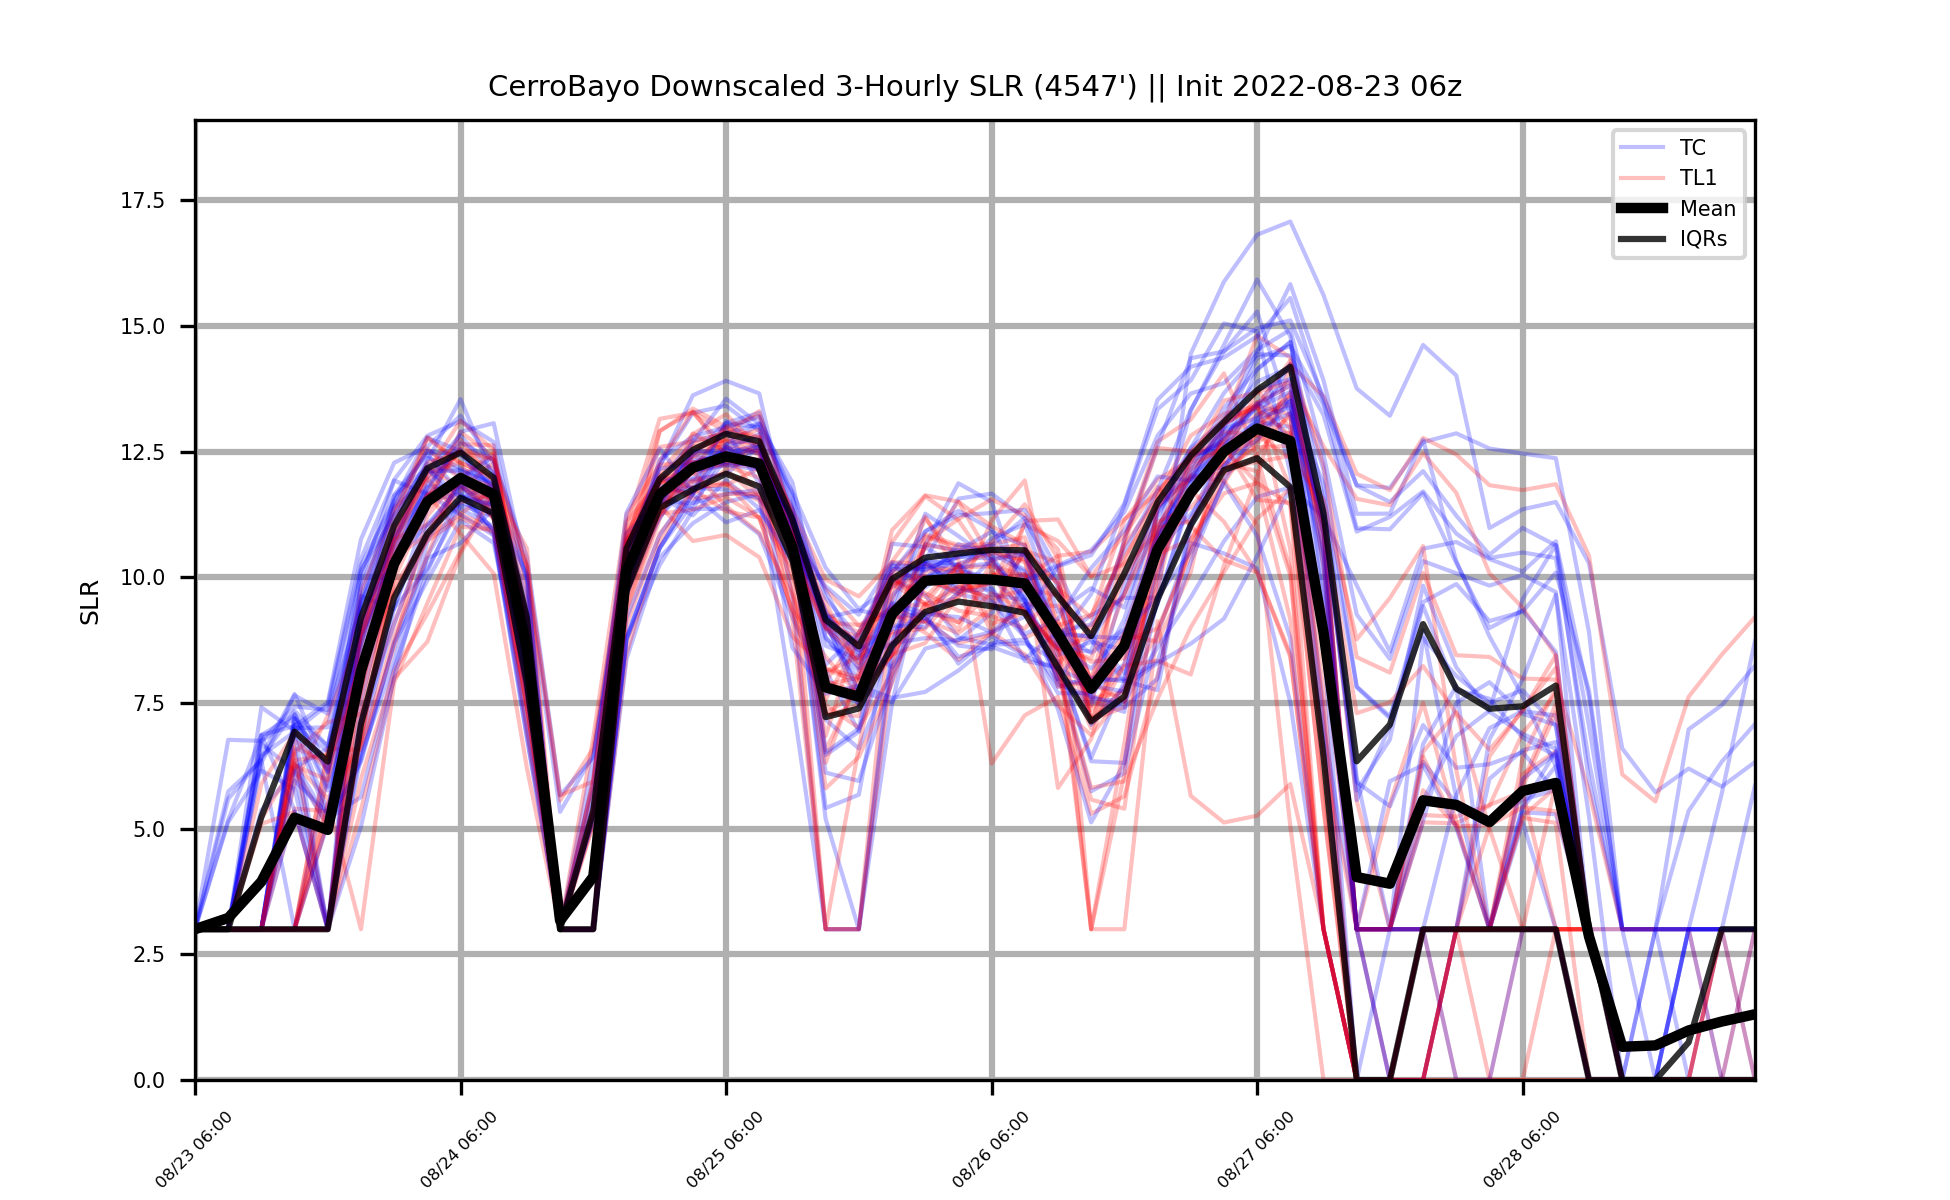 CerroBayo Downscaled 3-Hourly SLR (4547') || Init 2022-08-23 06z
TC
TL1
Mean
IQRs
SLR
17.5
15.0
12.5
10.0
7.5
5.0
2.5
0.0
08/23 06:00
08/24 06:00
08/25 06:00
08/26 06:00
08/27 06:00
08/28 06:00